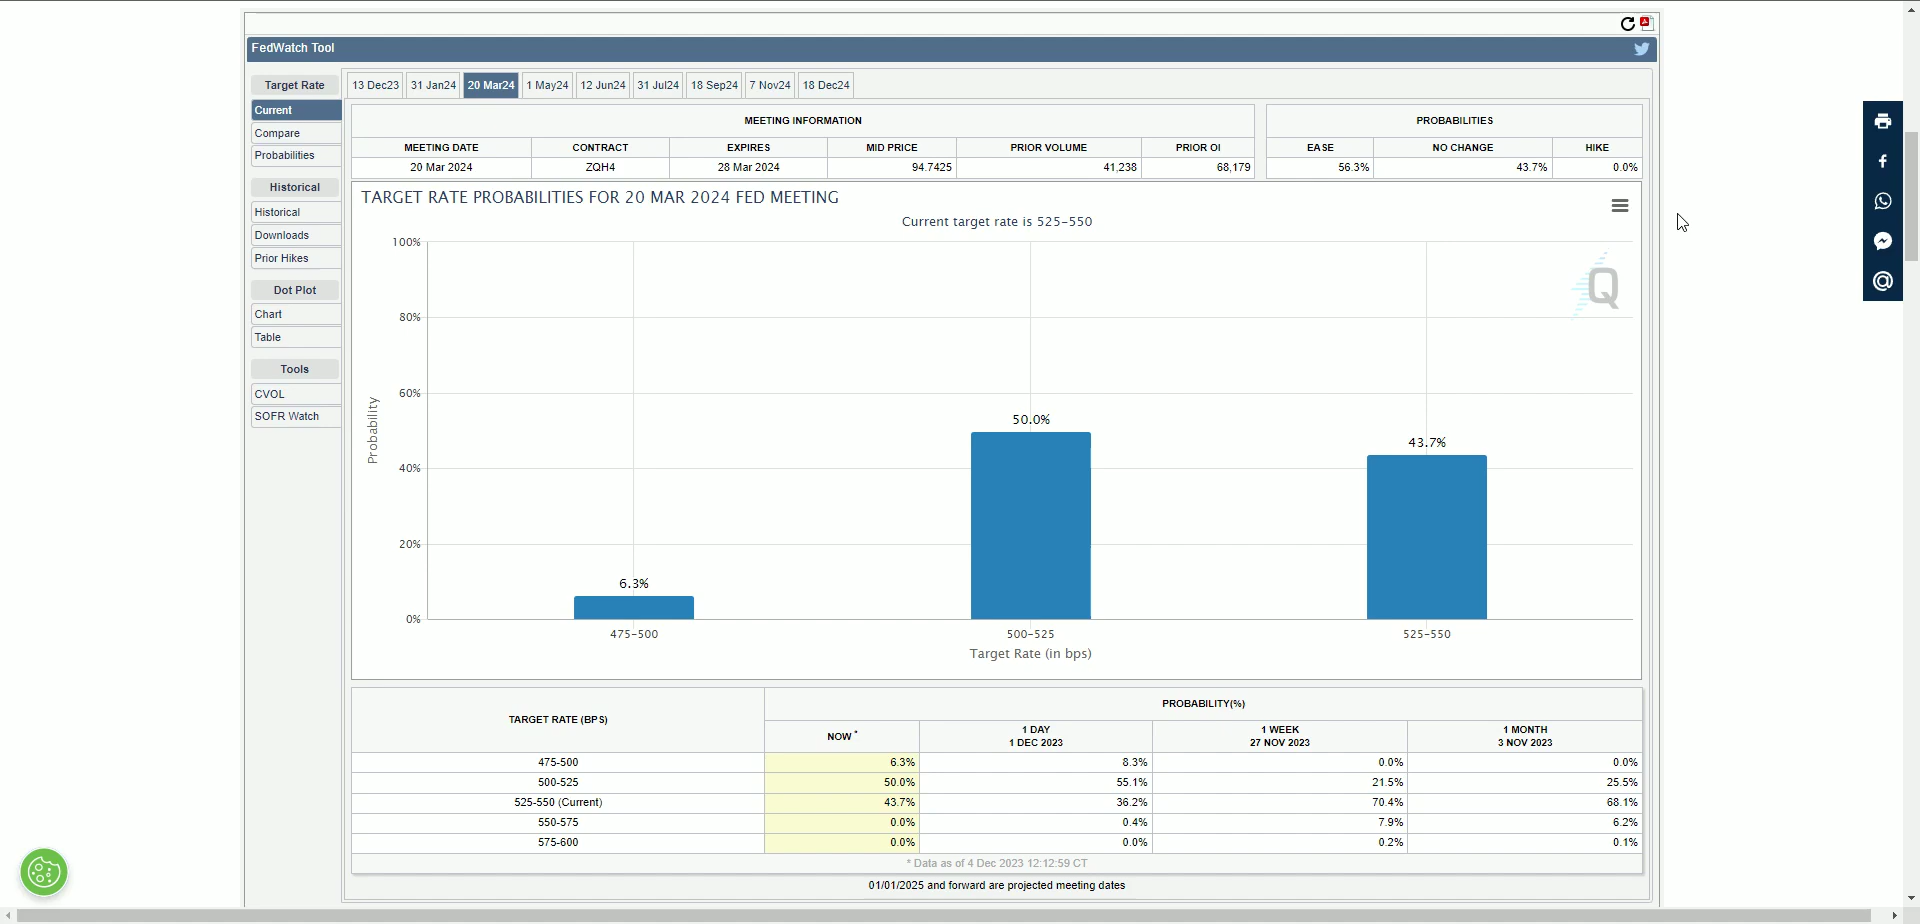 FedWatch Tool
Target Rate
Current
Compare
Probabilities
Historical
Historical
Downloads
Prior Hikes
Dot Plot
Chart
Table
Tools
CVOL
SOFR Watch
13 Dec23 31 Jan24 20 Mar24 1 May24 12 Jun24 31 Jul24 18 Sep24 7 Nov24 18 Dec24
MEETING INFORMATION
MEETING DATE CONTRACT EXPIRES MID PRICE PRIOR VOLUME PRIOR OI
20 Mar 2024 ZQH4 28 Mar 2024 94.7425 41,238 68,179
PROBABILITIES
EASE NO CHANGE HIKE
56.3% 43.7% 0.0%
TARGET RATE PROBABILITIES FOR 20 MAR 2024 FED MEETING
Current target rate is 525-550
Probability
100%
80%
60%
40%
20%
0%
6.3%
50.0%
43.7%
475-500 500-525 525-550
Target Rate (in bps)
Q
TARGET RATE (BPS) PROBABILITY(%)
NOW * 1 DAY 1 WEEK 1 MONTH
1 DEC 2023 27 NOV 2023 3 NOV 2023
475-500 6.3% 8.3% 0.0% 0.0%
500-525 50.0% 55.1% 21.5% 25.5%
525-550 (Current) 43.7% 36.2% 70.4% 68.1%
550-575 0.0% 0.4% 7.9% 6.2%
575-600 0.0% 0.0% 0.2% 0.1%
* Data as of 4 Dec 2023 12:12:59 CT
01/01/2025 and forward are projected meeting dates